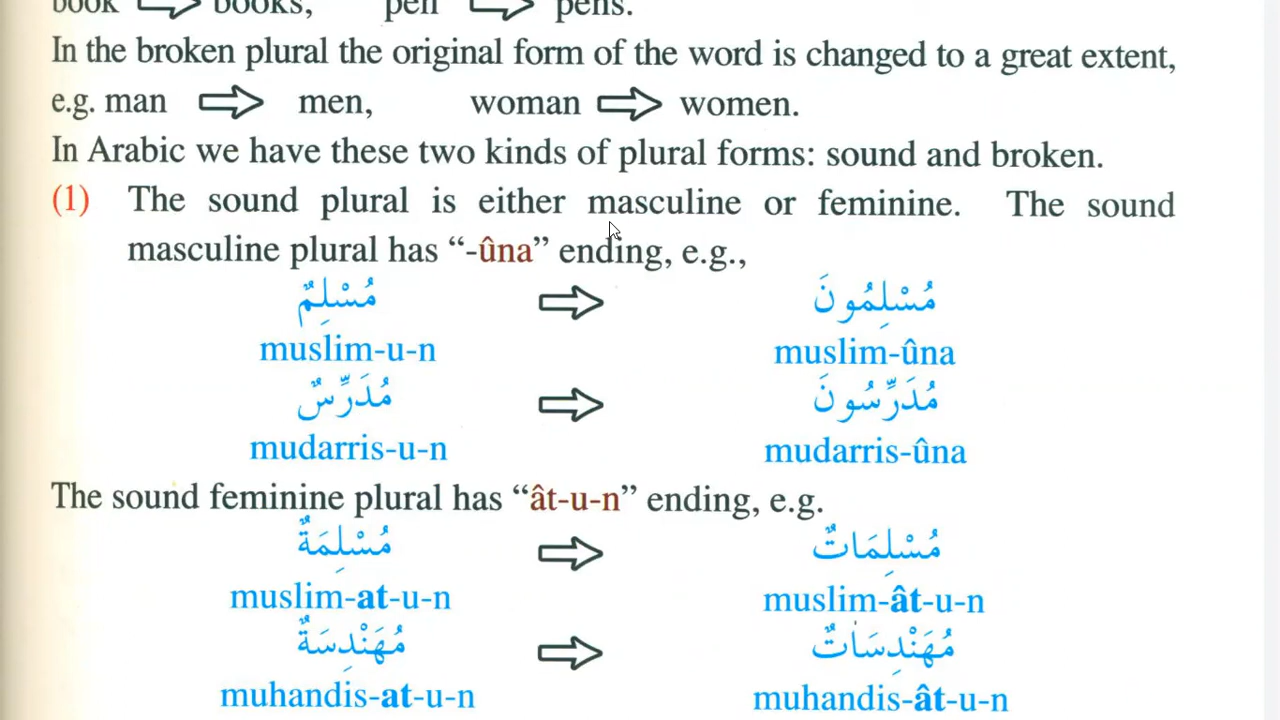 book ⇨ books, pen ⇨ pens.
In the broken plural the original form of the word is changed to a great extent,
e.g. man ⇨ men, woman ⇨ women.
In Arabic we have these two kinds of plural forms: sound and broken.
(1) The sound plural is either masculine or feminine. The sound
masculine plural has “-ûna” ending, e.g.,
مُسْلِمٌ ⇨ مُسْلِمُونَ
muslim-u-n muslim-ûna
مُدَرِّسٌ ⇨ مُدَرِّسُونَ
mudarris-u-n mudarris-ûna
The sound feminine plural has “ât-u-n” ending, e.g.
مُسْلِمَةٌ ⇨ مُسْلِمَاتٌ
muslim-at-u-n muslim-ât-u-n
مُهَنْدِسَةٌ ⇨ مُهَنْدِسَاتٌ
muhandis-at-u-n muhandis-ât-u-n